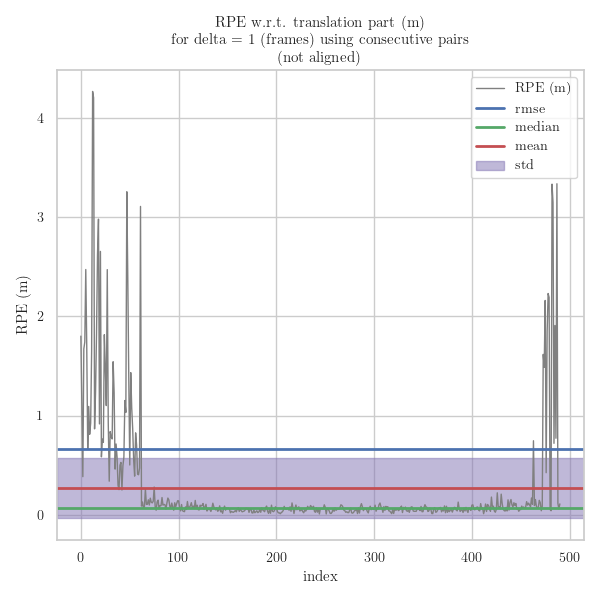 RPE w.r.t. translation part (m)
for delta = 1 (frames) using consecutive pairs
(not aligned)
RPE (m)
rmse
median
mean
std
4
3
2
1
0
RPE (m)
0
100
200
300
400
500
index